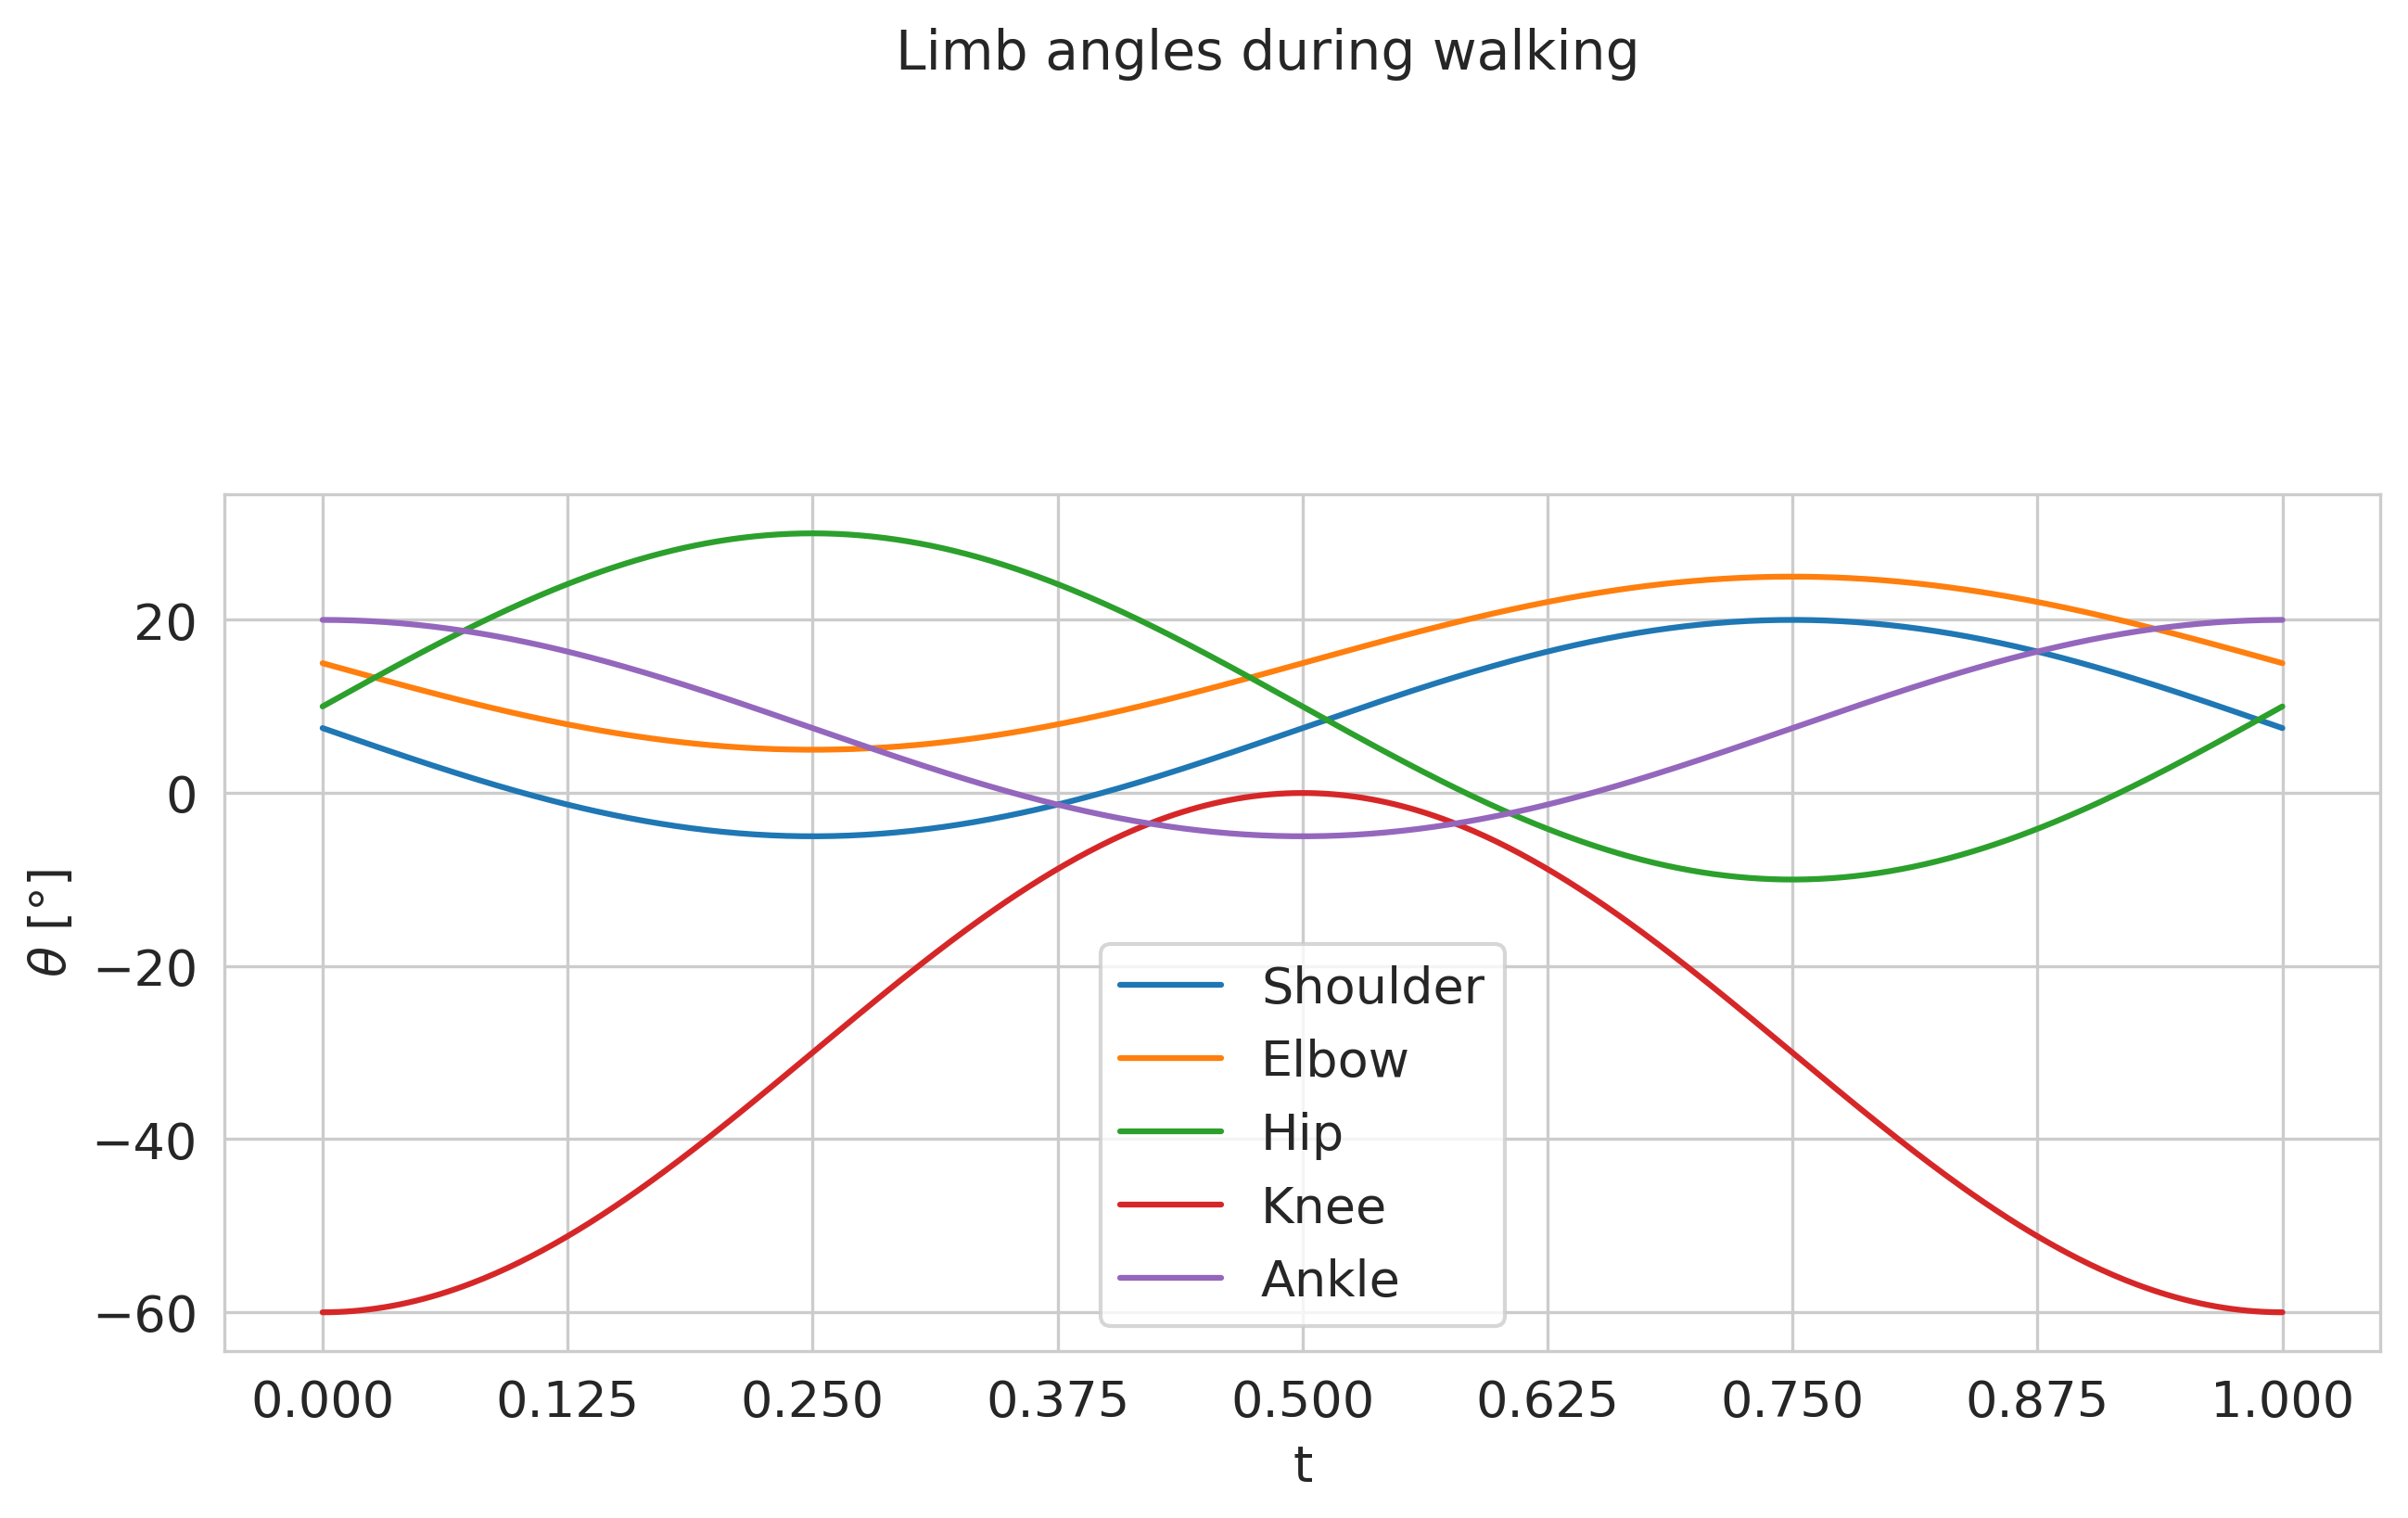 Limb angles during walking
θ [°]
20
0
−20
−40
−60
Shoulder
Elbow
Hip
Knee
Ankle
0.000 0.125 0.250 0.375 0.500 0.625 0.750 0.875 1.000
t